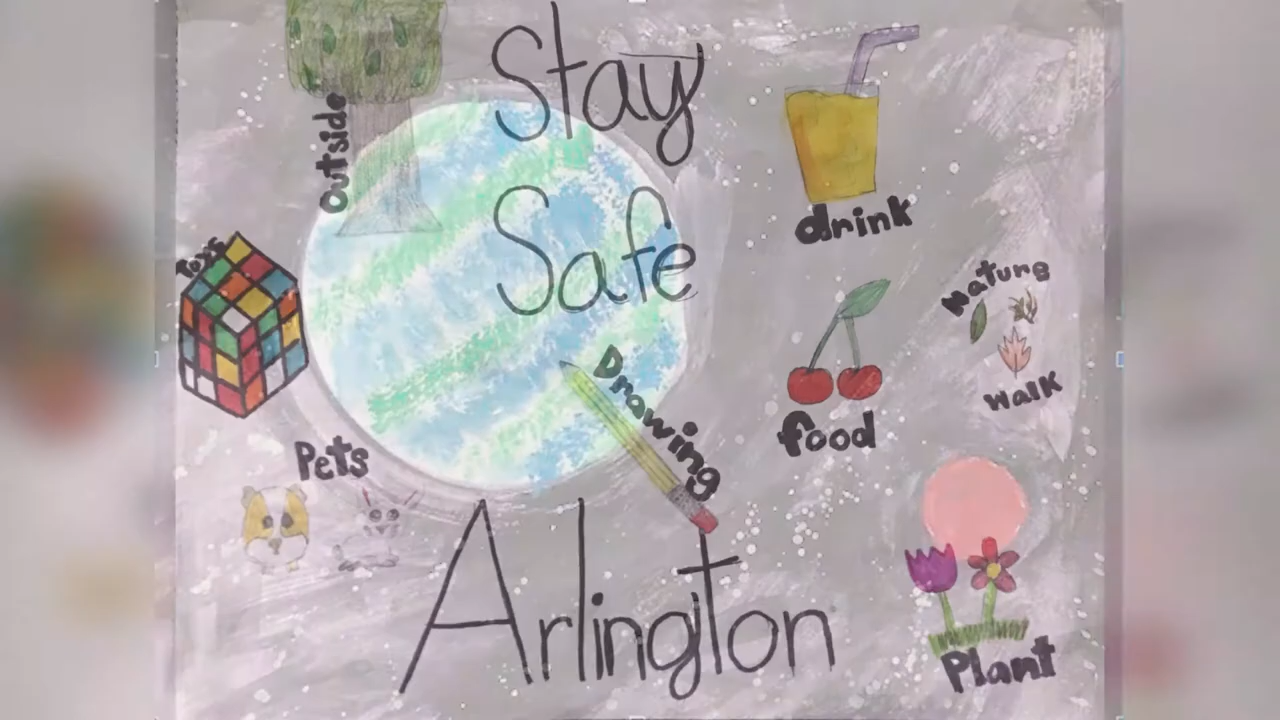 Stay
Safe
Arlington
Outside
Toys
Pets
Drawing
drink
food
Nature
Walk
Plant